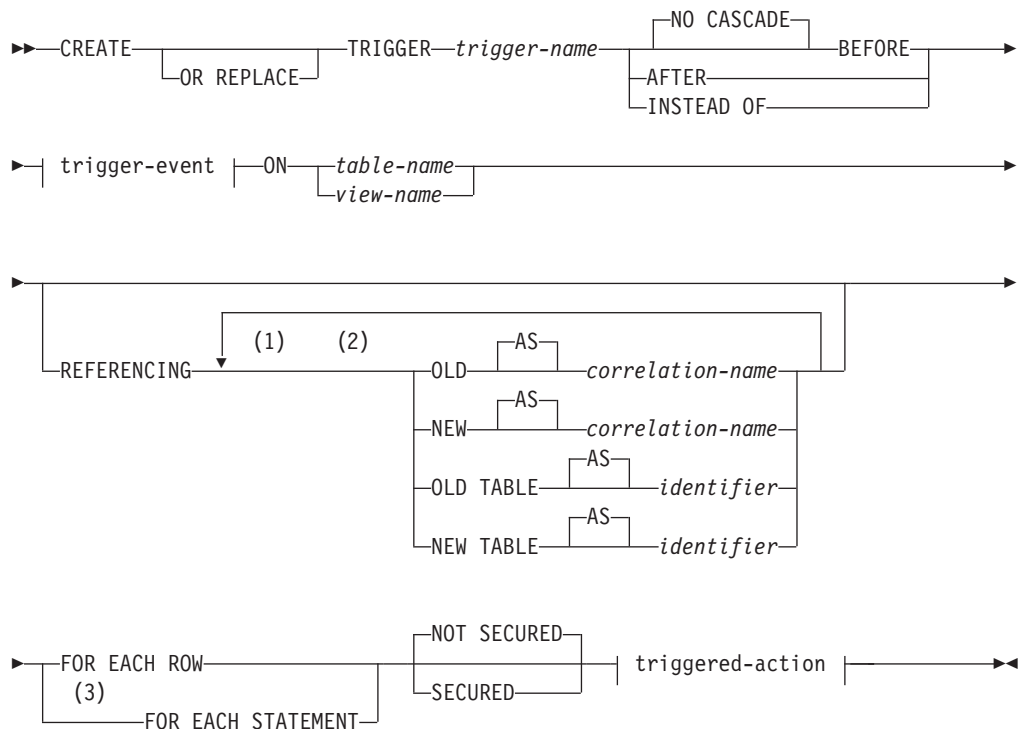 NO CASCADE
CREATE OR REPLACE TRIGGER trigger-name BEFORE
AFTER
INSTEAD OF
trigger-event ON table-name
view-name
(1) (2) AS
REFERENCING OLD correlation-name
AS
NEW correlation-name
AS
OLD TABLE identifier
AS
NEW TABLE identifier
NOT SECURED
FOR EACH ROW triggered-action
(3) SECURED
FOR EACH STATEMENT